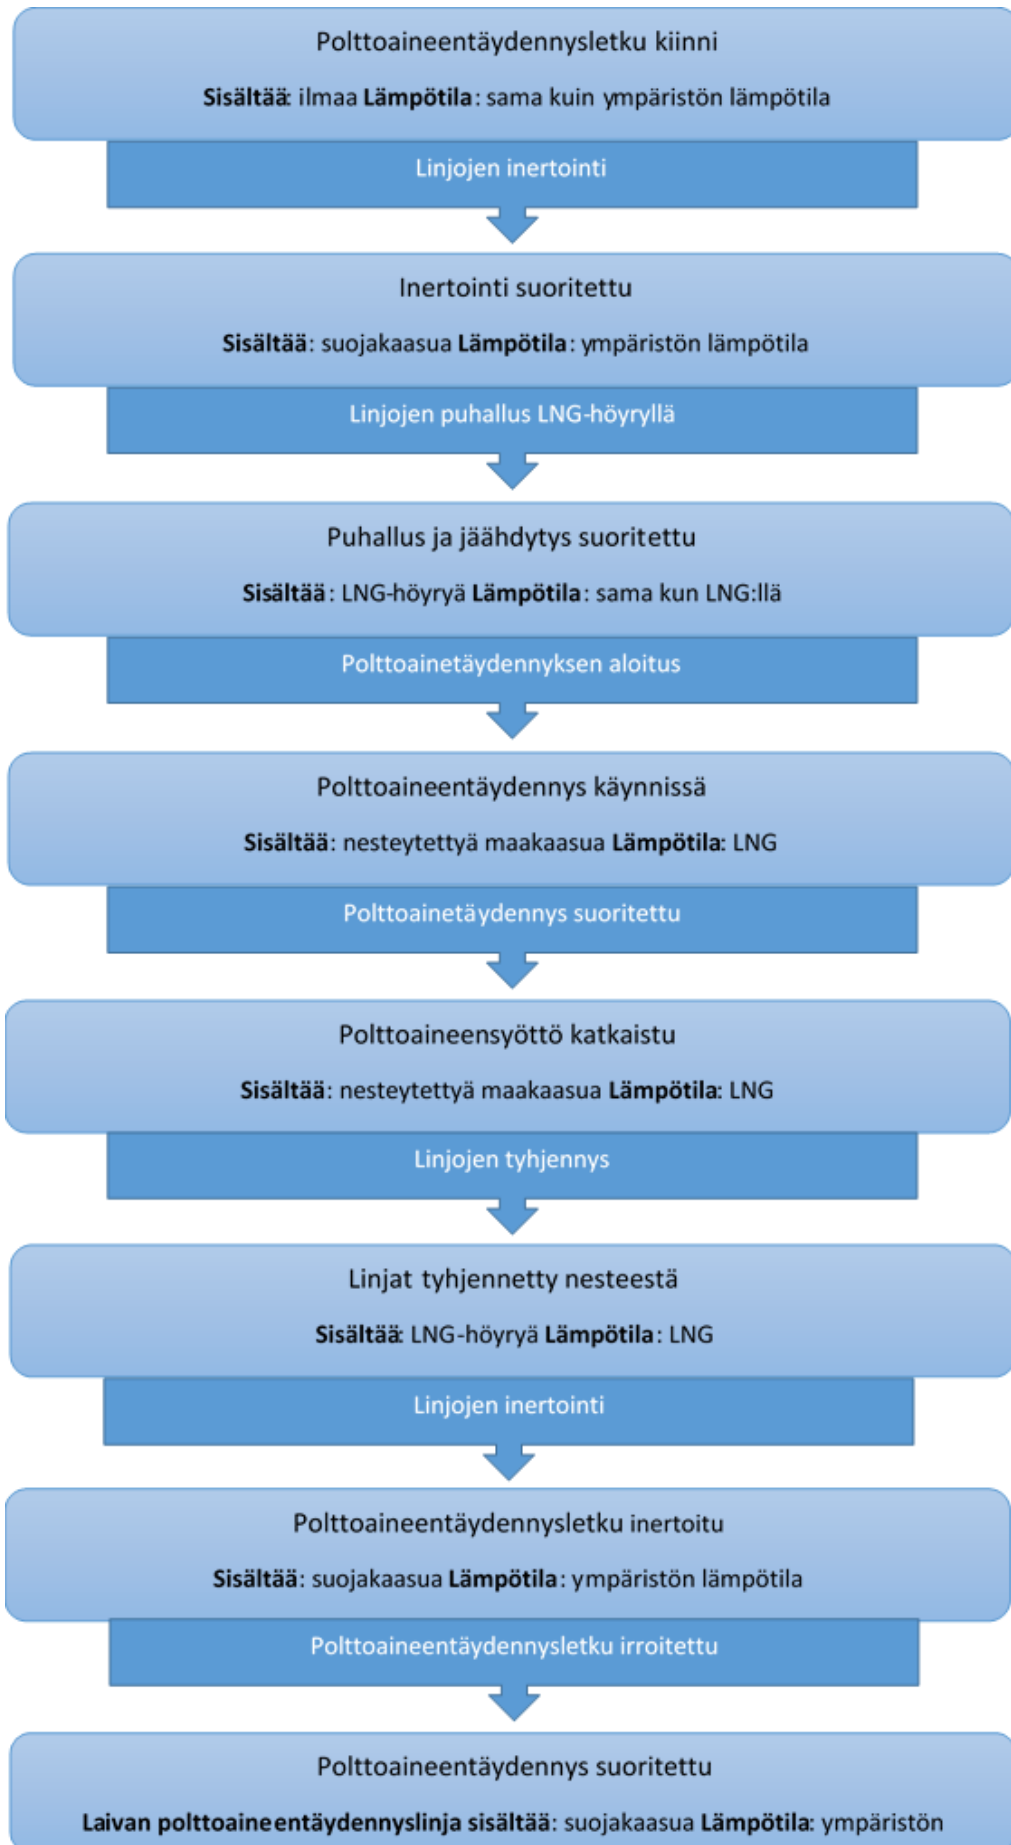 Polttoaineentäydennysletku kiinni
Sisältää: ilmaa Lämpötila: sama kuin ympäristön lämpötila
Linjojen inertointi
Inertointi suoritettu
Sisältää: suojakaasua Lämpötila: ympäristön lämpötila
Linjojen puhallus LNG-höyryllä
Puhallus ja jäähdytys suoritettu
Sisältää: LNG-höyryä Lämpötila: sama kun LNG:llä
Polttoainetäydennyksen aloitus
Polttoaineentäydennys käynnissä
Sisältää: nesteytettyä maakaasua Lämpötila: LNG
Polttoainetäydennys suoritettu
Polttoaineensyöttö katkaistu
Sisältää: nesteytettyä maakaasua Lämpötila: LNG
Linjojen tyhjennys
Linjat tyhjennetty nesteestä
Sisältää: LNG-höyryä Lämpötila: LNG
Linjojen inertointi
Polttoaineentäydennysletku inertoitu
Sisältää: suojakaasua Lämpötila: ympäristön lämpötila
Polttoaineentäydennysletku irroitettu
Polttoaineentäydennys suoritettu
Laivan polttoaineentäydennyslinja sisältää: suojakaasua Lämpötila: ympäristön